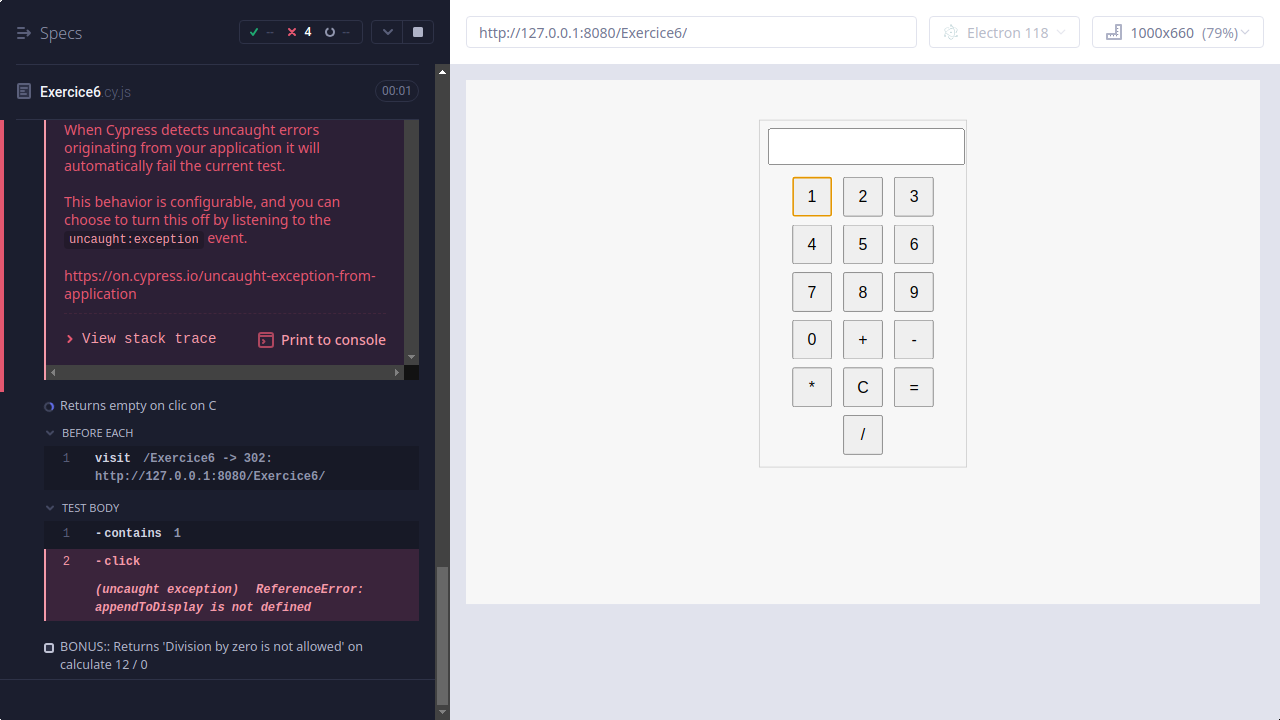 Specs
--
4
--
http://127.0.0.1:8080/Exercice6/
Electron 118
1000x660 (79%)
Exercice6.cy.js
00:01
When Cypress detects uncaught errors
originating from your application it will
automatically fail the current test.
This behavior is configurable, and you can
choose to turn this off by listening to the
uncaught:exception event.
https://on.cypress.io/uncaught-exception-from-
application
View stack trace
Print to console
Returns empty on clic on C
BEFORE EACH
1 visit /Exercice6 -> 302:
http://127.0.0.1:8080/Exercice6/
TEST BODY
1 -contains 1
2 -click
(uncaught exception) ReferenceError:
appendToDisplay is not defined
BONUS:: Returns 'Division by zero is not allowed' on
calculate 12 / 0
1 2 3
4 5 6
7 8 9
0 + -
* C =
/